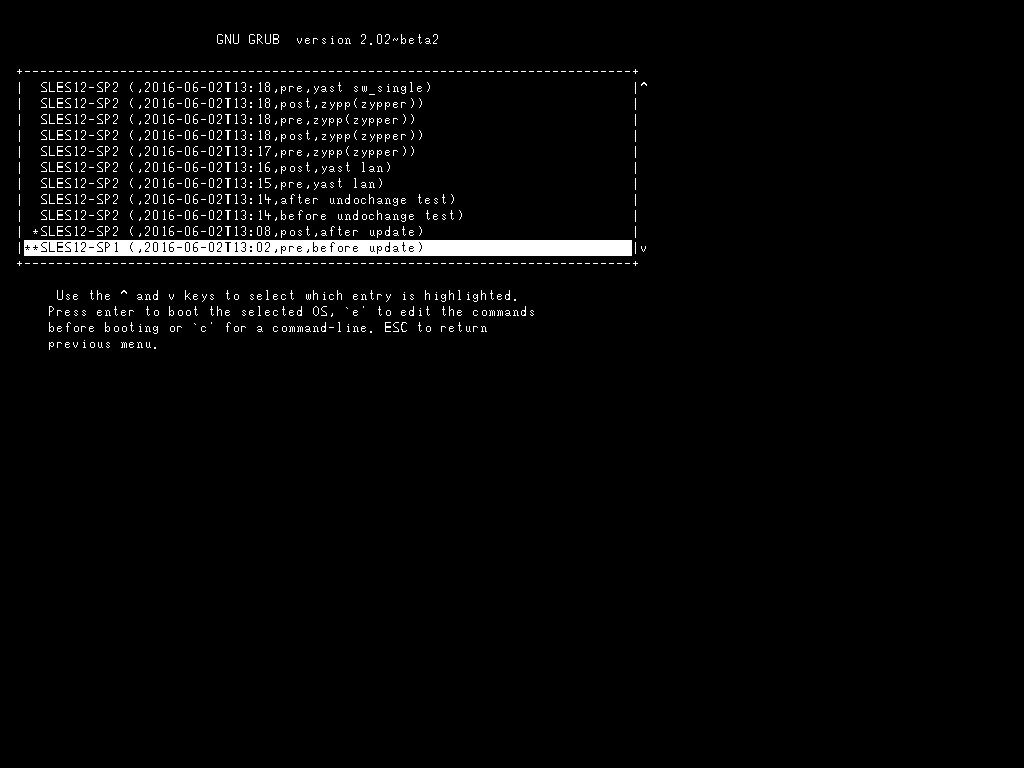 GNU GRUB  version 2.02~beta2
+----------------------------------------------------------------------------+
|  SLES12-SP2 (,2016-06-02T13:18,pre,yast sw_single) |^
|  SLES12-SP2 (,2016-06-02T13:18,post,zypp(zypper)) |
|  SLES12-SP2 (,2016-06-02T13:18,pre,zypp(zypper)) |
|  SLES12-SP2 (,2016-06-02T13:18,post,zypp(zypper)) |
|  SLES12-SP2 (,2016-06-02T13:17,pre,zypp(zypper)) |
|  SLES12-SP2 (,2016-06-02T13:16,post,yast lan) |
|  SLES12-SP2 (,2016-06-02T13:15,pre,yast lan) |
|  SLES12-SP2 (,2016-06-02T13:14,after undochange test) |
|  SLES12-SP2 (,2016-06-02T13:14,before undochange test) |
| *SLES12-SP2 (,2016-06-02T13:08,post,after update) |
|**SLES12-SP1 (,2016-06-02T13:02,pre,before update) |v
+----------------------------------------------------------------------------+
Use the ^ and v keys to select which entry is highlighted.
Press enter to boot the selected OS, `e' to edit the commands
before booting or `c' for a command-line. ESC to return
previous menu.